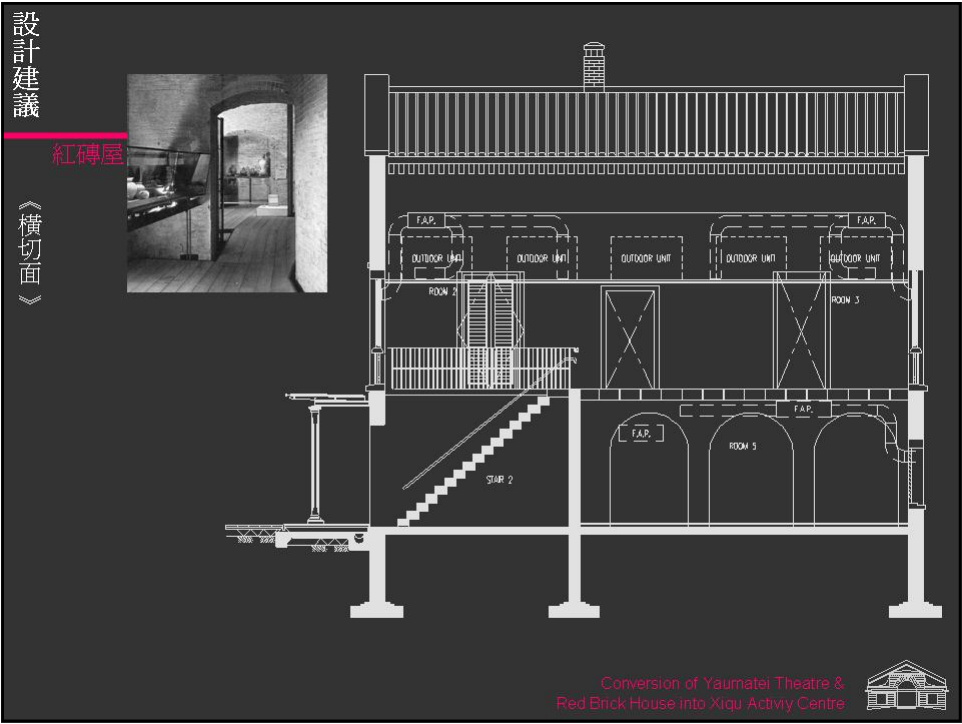 設計建議
紅磚屋
《橫切面》
F.A.P.
F.A.P.
OUTDOOR UNIT
OUTDOOR UNIT
OUTDOOR UNIT
OUTDOOR UNIT
OUTDOOR UNIT
ROOM 2
ROOM 3
F.A.P.
F.A.P.
ROOM 5
STAIR 2
Conversion of Yaumatei Theatre &
Red Brick House into Xiqu Activiy Centre